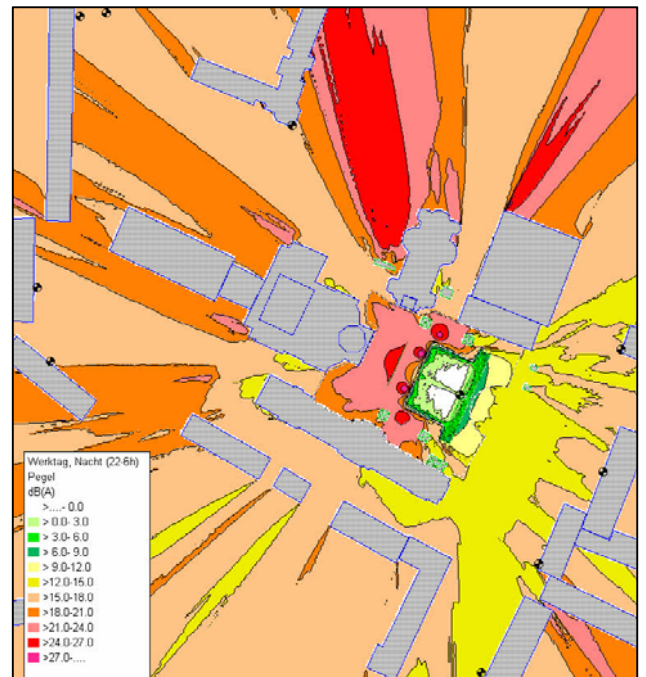 Werktag, Nacht (22-6h)
Pegel
dB(A)
>....- 0.0
> 0.0- 3.0
> 3.0- 6.0
> 6.0- 9.0
> 9.0-12.0
>12.0-15.0
>15.0-18.0
>18.0-21.0
>21.0-24.0
>24.0-27.0
>27.0-....